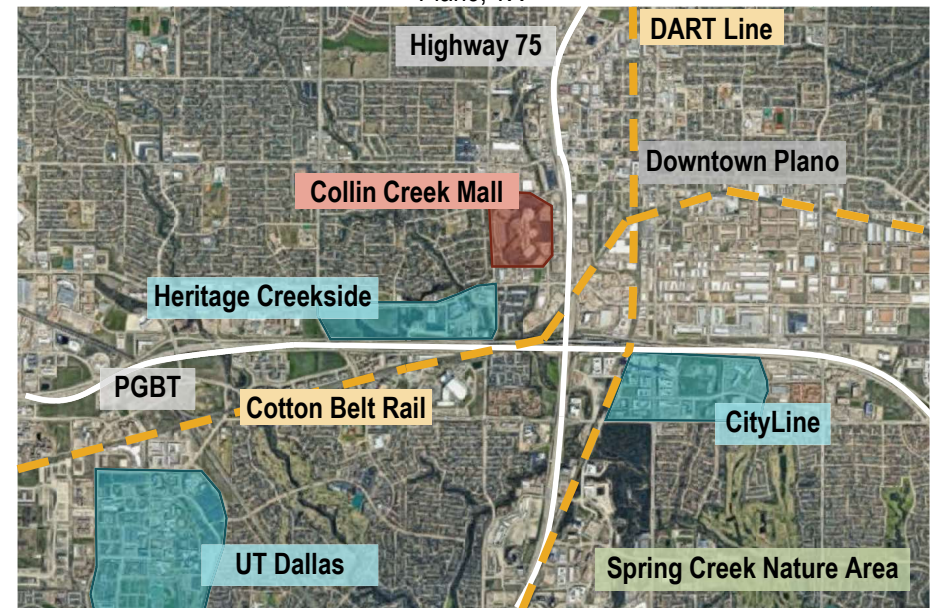 Highway 75
DART Line
Downtown Plano
Collin Creek Mall
Heritage Creekside
PGBT
Cotton Belt Rail
CityLine
UT Dallas
Spring Creek Nature Area